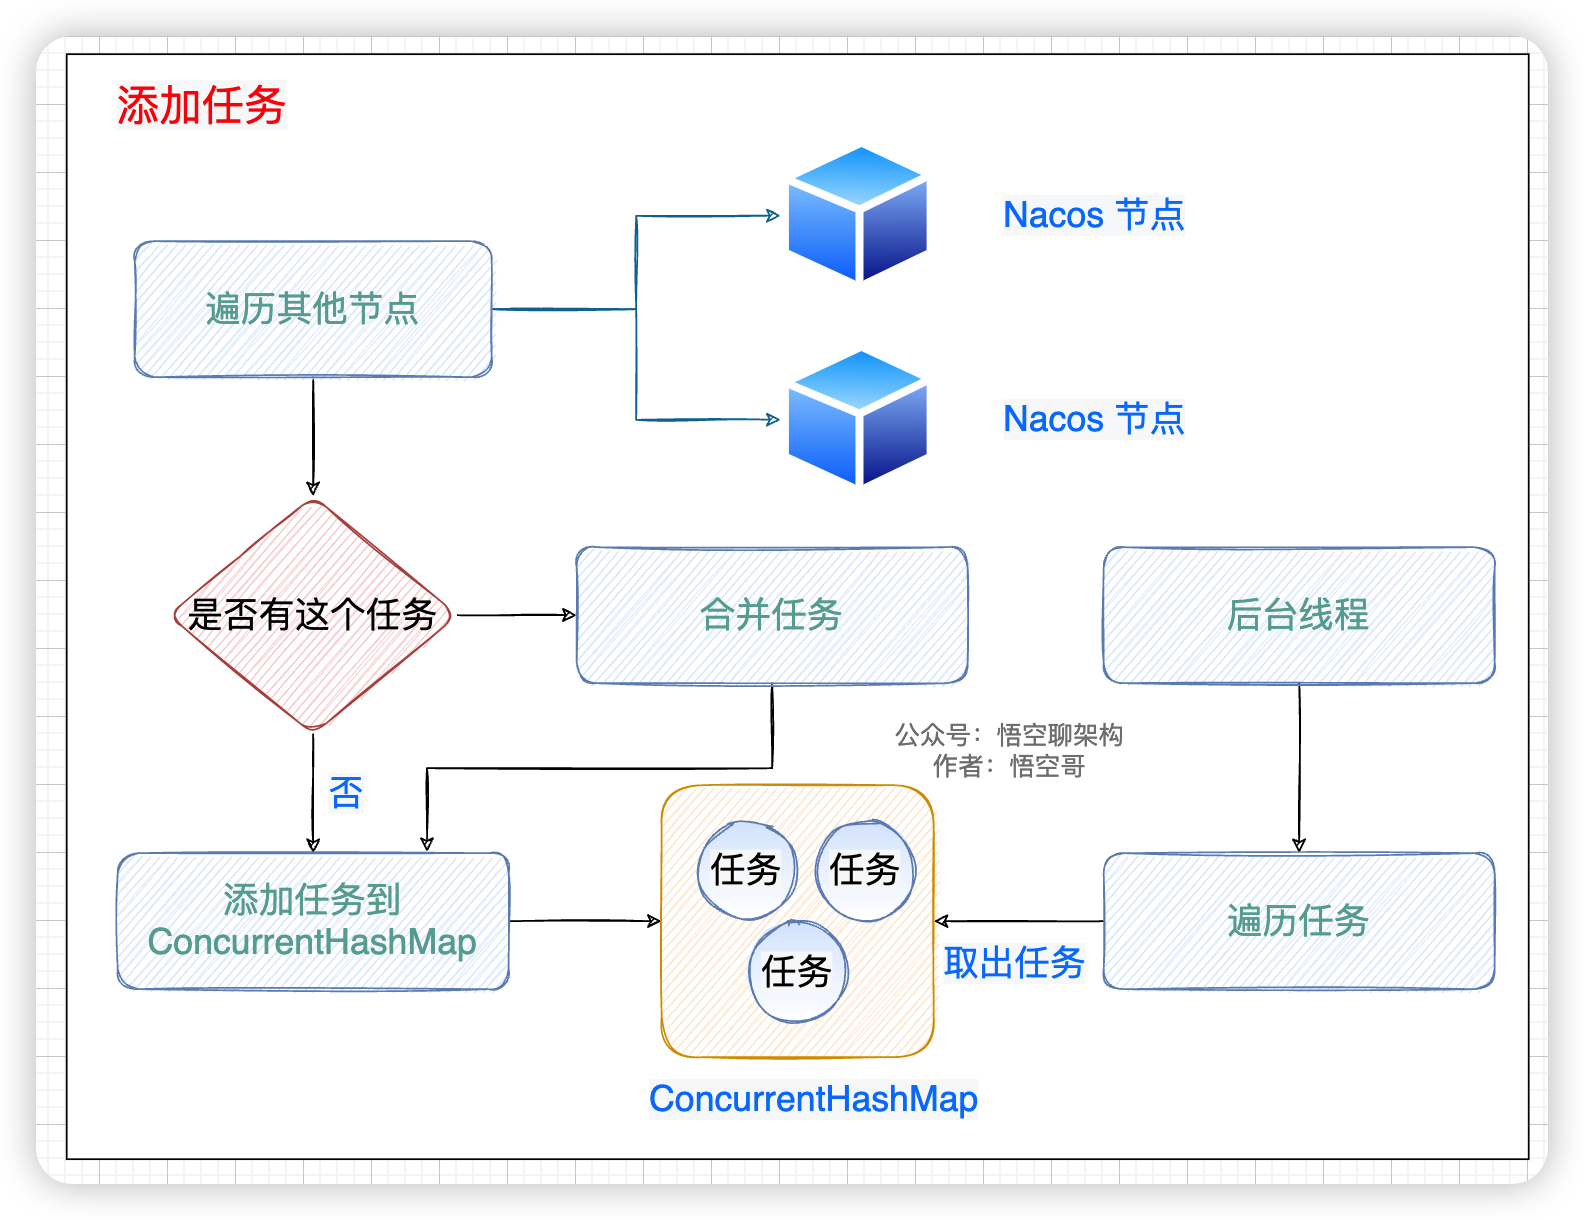 添加任务
Nacos 节点
遍历其他节点
Nacos 节点
是否有这个任务
合并任务
后台线程
公众号：悟空聊架构
作者：悟空哥
否
任务
任务
添加任务到
ConcurrentHashMap
遍历任务
取出任务
任务
ConcurrentHashMap